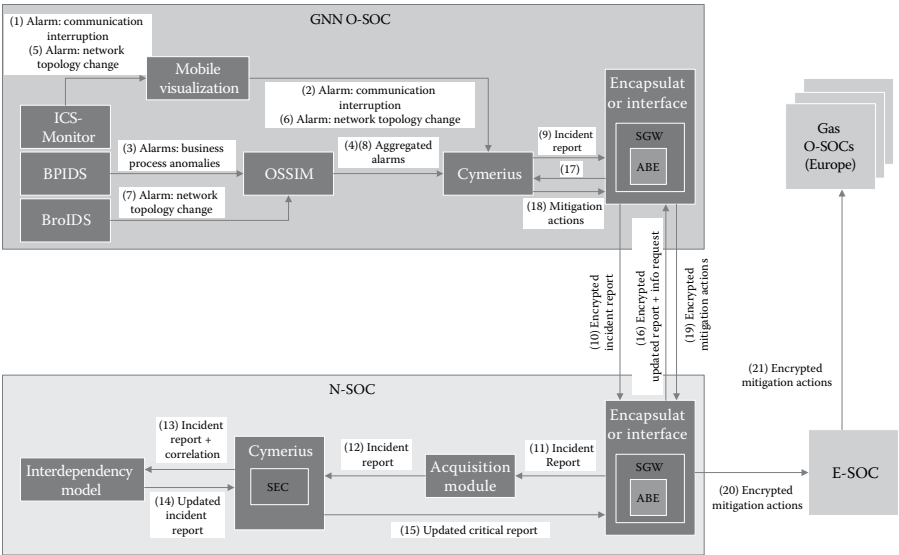 GNN O-SOC
(1) Alarm: communication
interruption
(5) Alarm: network
topology change
Mobile
visualization
(2) Alarm: communication
interruption
(6) Alarm: network topology change
ICS-
Monitor
BPIDS
BroIDS
(3) Alarms: business
process anomalies
(7) Alarm: network
topology change
OSSIM
(4)(8) Aggregated
alarms
Cymerius
(9) Incident
report
(17)
(18) Mitigation
actions
Encapsulat
or interface
SGW
ABE
Gas
O-SOCs
(Europe)
(10) Encrypted
incident report
(16) Encrypted
updated report + info request
(19) Encrypted
mitigation actions
(21) Encrypted
mitigation actions
N-SOC
Interdependency
model
(13) Incident
report +
correlation
(14) Updated
incident
report
Cymerius
SEC
(12) Incident
report
Acquisition
module
(11) Incident
Report
(15) Updated critical report
Encapsulat
or interface
SGW
ABE
(20) Encrypted
mitigation actions
E-SOC